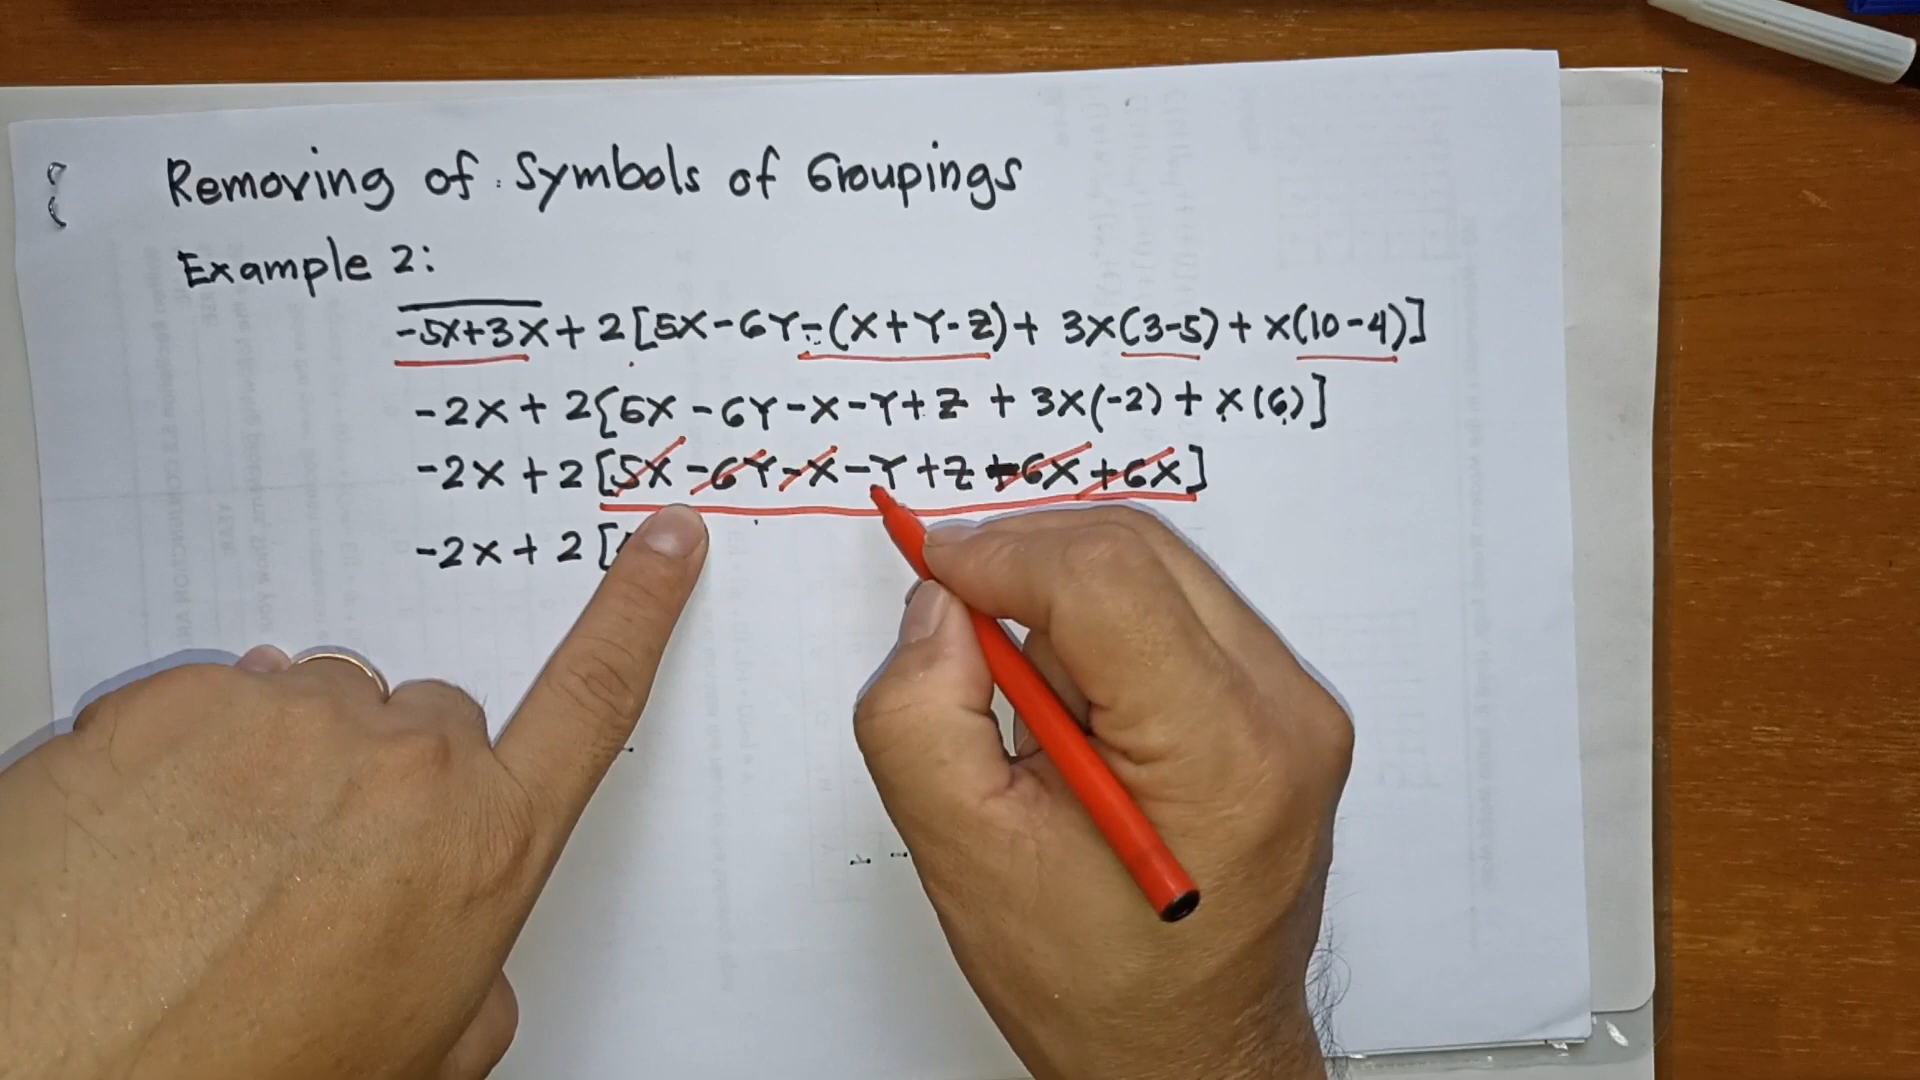 Removing of Symbols of Groupings
Example 2:
-5X+3X + 2[5X-6Y-(X+Y-Z)+ 3X(3-5)+ X(10-4)]
-2X + 2[5X -6Y-X-Y+Z + 3X(-2)+ X(6)]
-2X + 2[5X-6Y-X-Y+Z-6X+6X]
-2X + 2[